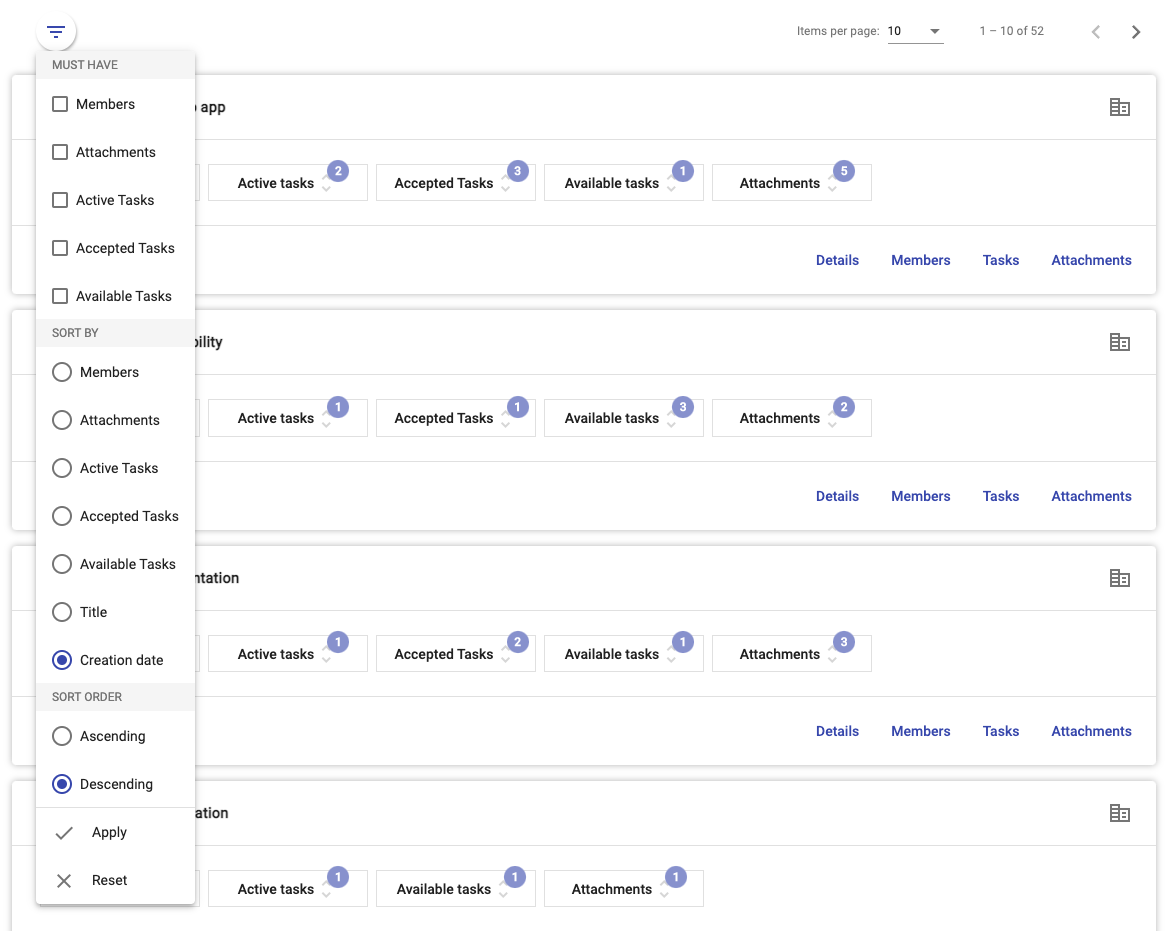 Items per page: 10 1 – 10 of 52
MUST HAVE
Members
Attachments
Active Tasks
Accepted Tasks
Available Tasks
SORT BY
Members
Attachments
Active Tasks
Accepted Tasks
Available Tasks
Title
Creation date
SORT ORDER
Ascending
Descending
Apply
Reset
app
Active tasks 2 Accepted Tasks 3 Available tasks 1 Attachments 5
Details Members Tasks Attachments
bility
Active tasks 1 Accepted Tasks 1 Available tasks 3 Attachments 2
Details Members Tasks Attachments
ntation
Active tasks 1 Accepted Tasks 2 Available tasks 1 Attachments 3
Details Members Tasks Attachments
ation
Active tasks 1 Available tasks 1 Attachments 1